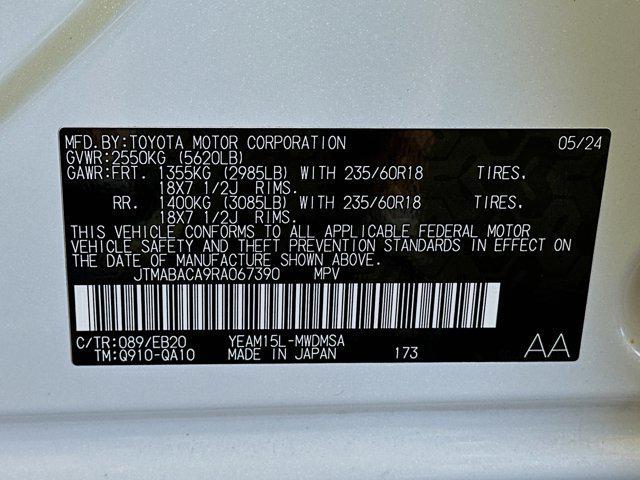 MFD.BY:TOYOTA MOTOR CORPORATION 05/24
GVWR:2550KG (5620LB)
GAWR:FRT. 1355KG (2985LB) WITH 235/60R18 TIRES.
18X7 1/2J RIMS.
RR. 1400KG (3085LB) WITH 235/60R18 TIRES.
18X7 1/2J RIMS.
THIS VEHICLE CONFORMS TO ALL APPLICABLE FEDERAL MOTOR
VEHICLE SAFETY AND THEFT PREVENTION STANDARDS IN EFFECT ON
THE DATE OF MANUFACTURE SHOWN ABOVE.
JTMABACA9RA067390 MPV
C/TR:089/EB20 YEAM15L-MWDMSA
TM:Q910-QA10 MADE IN JAPAN 173 AA